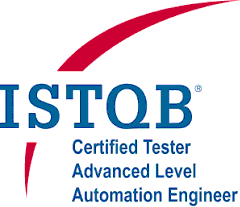 ISTQB®
Certified Tester
Advanced Level
Automation Engineer